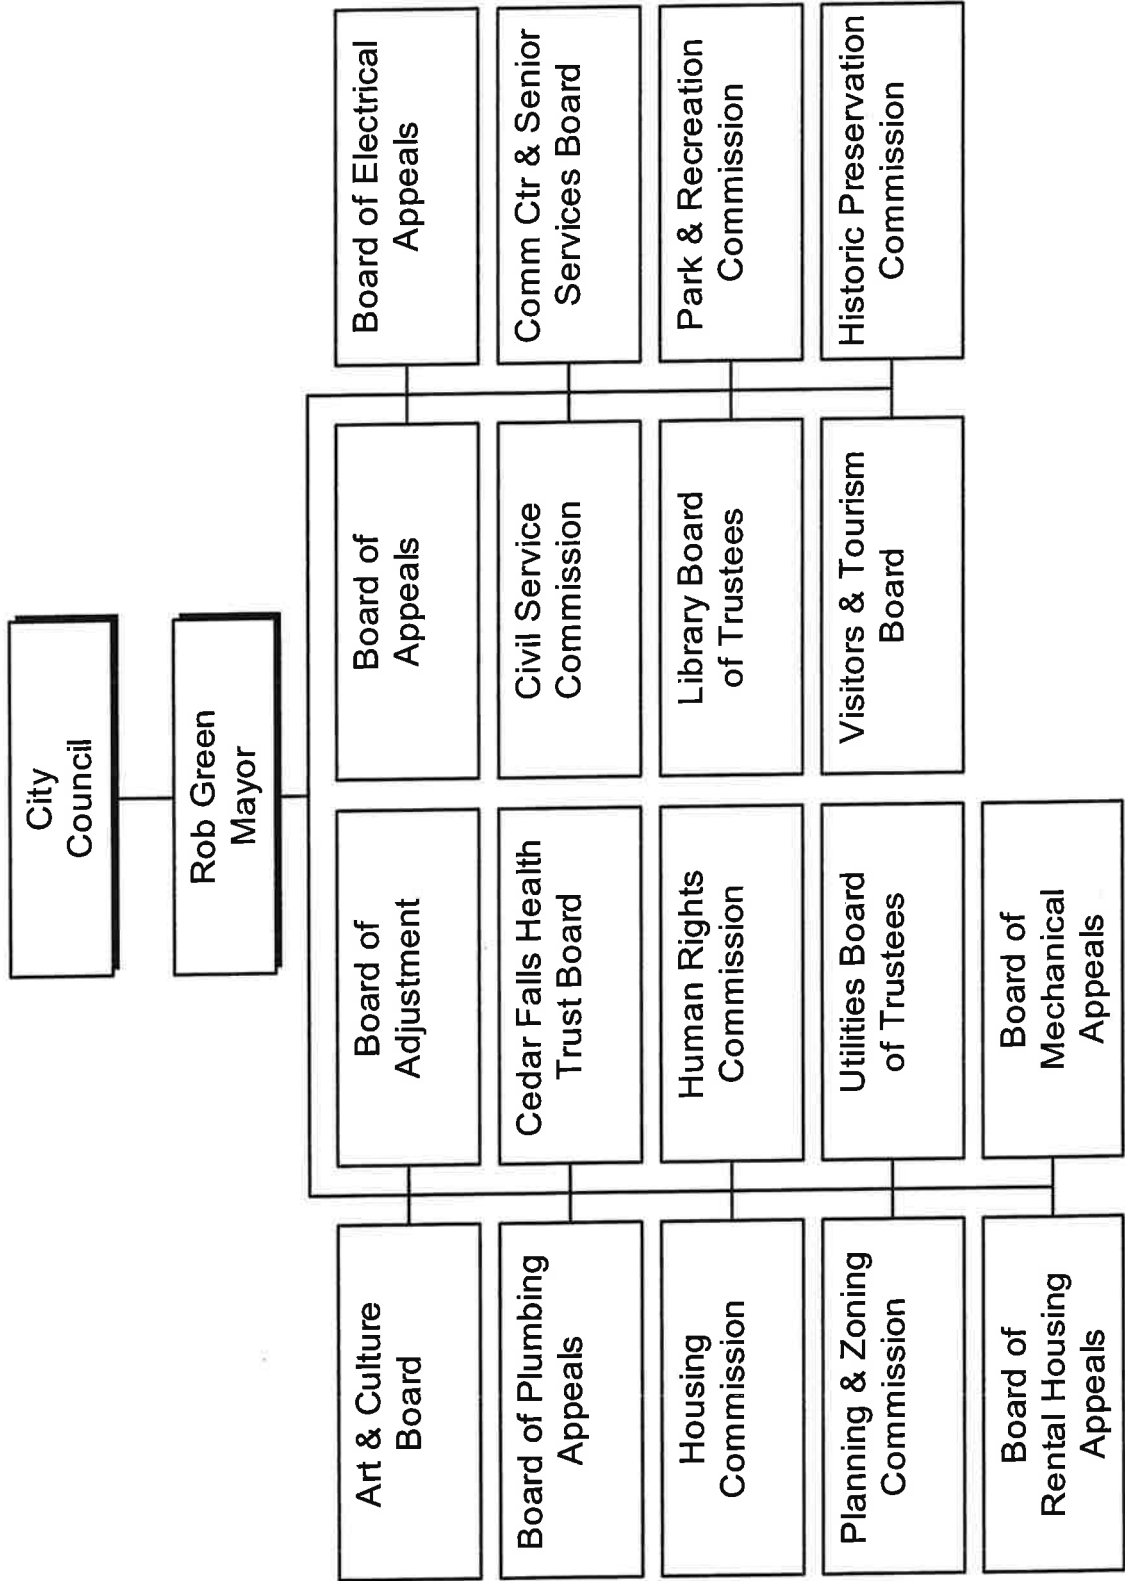 City
Council
Rob Green
Mayor
Art & Culture
Board
Board of
Adjustment
Board of
Appeals
Board of Electrical
Appeals
Board of Plumbing
Appeals
Cedar Falls Health
Trust Board
Civil Service
Commission
Comm Ctr & Senior
Services Board
Housing
Commission
Human Rights
Commission
Library Board
of Trustees
Park & Recreation
Commission
Planning & Zoning
Commission
Utilities Board
of Trustees
Visitors & Tourism
Board
Historic Preservation
Commission
Board of
Rental Housing
Appeals
Board of
Mechanical
Appeals